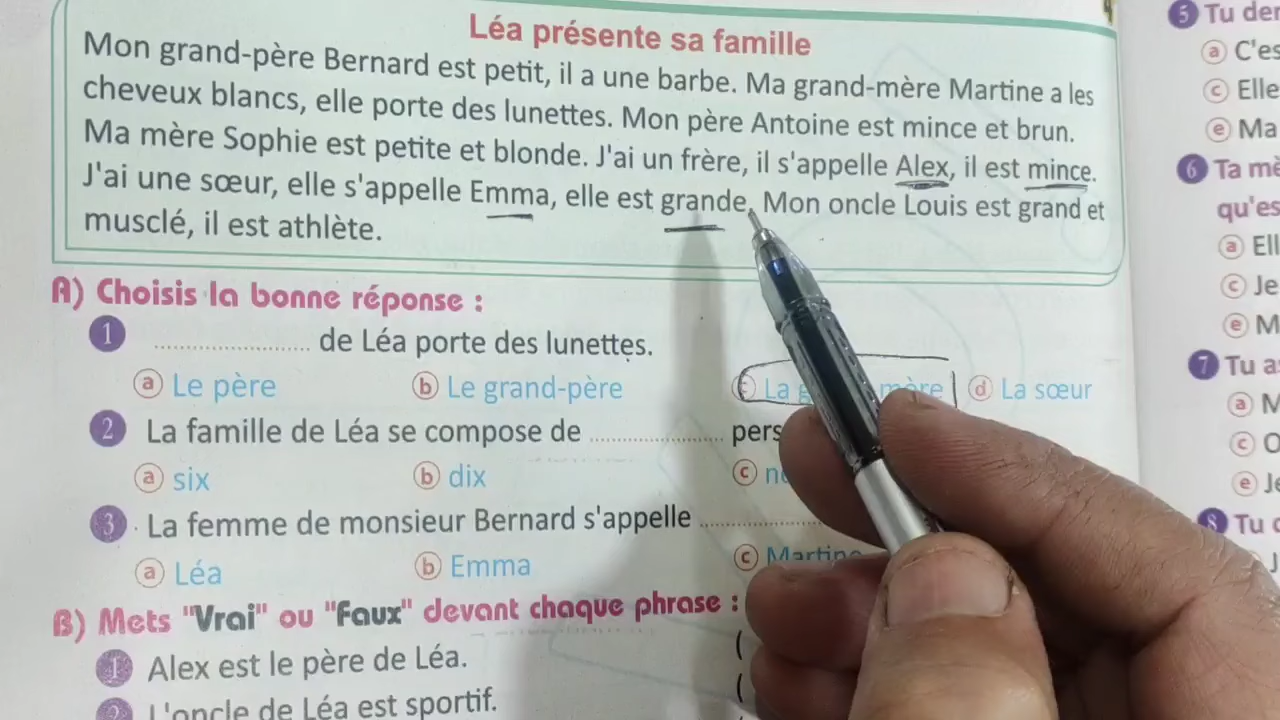 Léa présente sa famille
Mon grand-père Bernard est petit, il a une barbe. Ma grand-mère Martine a les
cheveux blancs, elle porte des lunettes. Mon père Antoine est mince et brun.
Ma mère Sophie est petite et blonde. J'ai un frère, il s'appelle Alex, il est mince.
J'ai une sœur, elle s'appelle Emma, elle est grande. Mon oncle Louis est grand et
musclé, il est athlète.
A) Choisis la bonne réponse :
1 .................... de Léa porte des lunettes.
a Le père b Le grand-père c La mère d La sœur
2 La famille de Léa se compose de ....................
a six b dix c
3 La femme de monsieur Bernard s'appelle ....................
a Léa b Emma c Martine
B) Mets "Vrai" ou "Faux" devant chaque phrase :
1 Alex est le père de Léa. (
2 L'oncle de Léa est sportif. (
5 Tu
a C'es
c Elle
e Ma
6 Ta
qu'es
a Ell
c Je
e M
7 Tu a
a M
c O
e Je
8 Tu